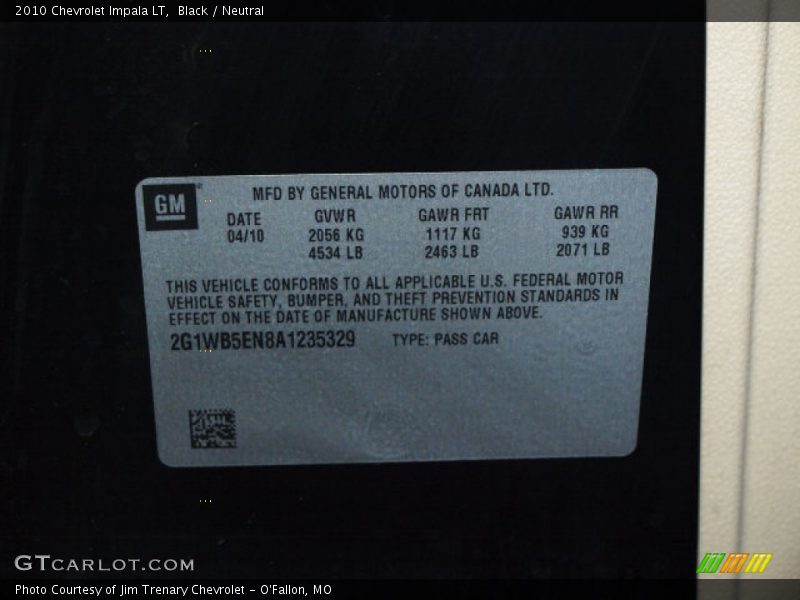 2010 Chevrolet Impala LT, Black / Neutral
GM
MFD BY GENERAL MOTORS OF CANADA LTD.
DATE GVWR GAWR FRT GAWR RR
04/10 2056 KG 1117 KG 939 KG
4534 LB 2463 LB 2071 LB
THIS VEHICLE CONFORMS TO ALL APPLICABLE U.S. FEDERAL MOTOR
VEHICLE SAFETY, BUMPER, AND THEFT PREVENTION STANDARDS IN
EFFECT ON THE DATE OF MANUFACTURE SHOWN ABOVE.
2G1WB5EN8A1235329 TYPE: PASS CAR
GTCARLOT.COM
Photo Courtesy of Jim Trenary Chevrolet - O'Fallon, MO